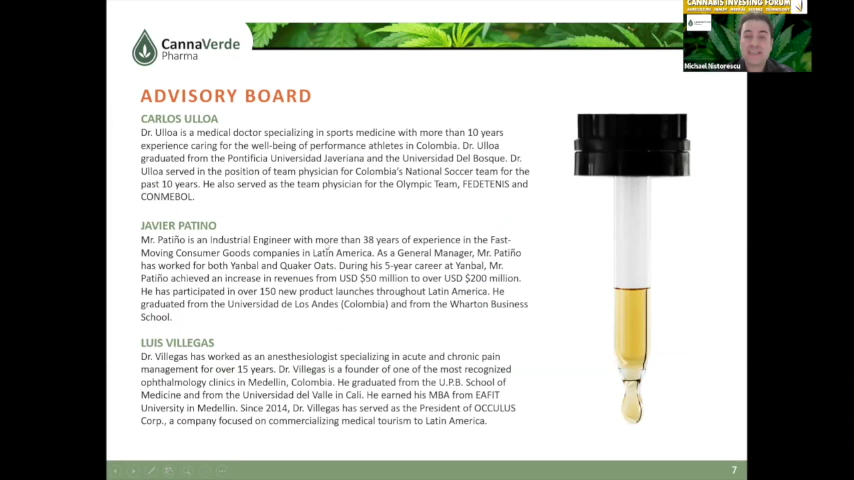 CANNABIS INVESTING FORUM
CannaVerde
Pharma
Michael Nistorescu
ADVISORY BOARD
CARLOS ULLOA
Dr. Ulloa is a medical doctor specializing in sports medicine with more than 10 years
experience caring for the well-being of performance athletes in Colombia. Dr. Ulloa
graduated from the Pontificia Universidad Javeriana and the Universidad Del Bosque. Dr.
Ulloa served in the position of team physician for Colombia's National Soccer team for the
past 10 years. He also served as the team physician for the Olympic Team, FEDETENIS and
CONMEBOL.
JAVIER PATINO
Mr. Patiño is an Industrial Engineer with more than 38 years of experience in the Fast-
Moving Consumer Goods companies in Latin America. As a General Manager, Mr. Patiño
has worked for both Yanbal and Quaker Oats. During his 5-year career at Yanbal, Mr.
Patiño achieved an increase in revenues from USD $50 million to over USD $200 million.
He has participated in over 150 new product launches throughout Latin America. He
graduated from the Universidad de Los Andes (Colombia) and from the Wharton Business
School.
LUIS VILLEGAS
Dr. Villegas has worked as an anesthesiologist specializing in acute and chronic pain
management for over 15 years. Dr. Villegas is a founder of one of the most recognized
ophthalmology clinics in Medellin, Colombia. He graduated from the U.P.B. School of
Medicine and from the Universidad del Valle in Cali. He earned his MBA from EAFIT
University in Medellin. Since 2014, Dr. Villegas has served as the President of OCCULUS
Corp., a company focused on commercializing medical tourism to Latin America.
7